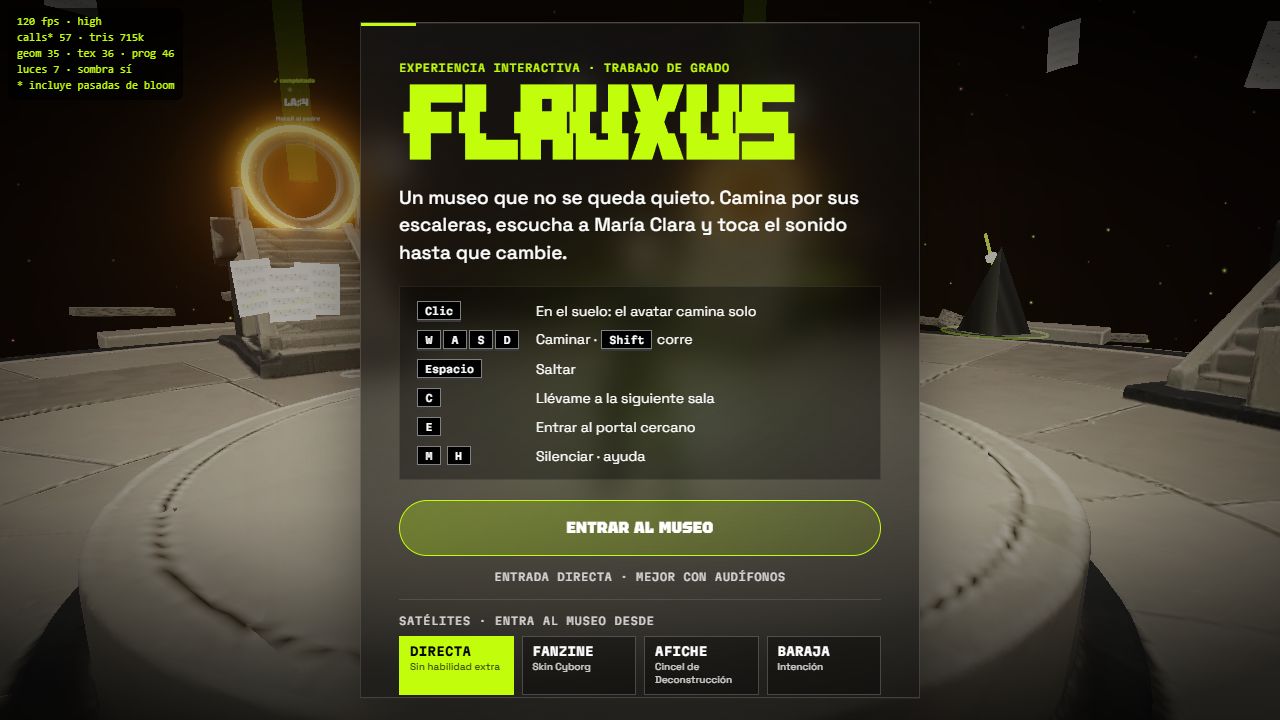 120 fps · high
calls* 57 · tris 715k
geom 35 · tex 36 · prog 46
luces 7 · sombra sí
* incluye pasadas de bloom
✓ completado
EXPERIENCIA INTERACTIVA · TRABAJO DE GRADO
FLAUXUS
Un museo que no se queda quieto. Camina por sus
escaleras, escucha a María Clara y toca el sonido
hasta que cambie.
Clic En el suelo: el avatar camina solo
W A S D Caminar · Shift corre
Espacio Saltar
C Llévame a la siguiente sala
E Entrar al portal cercano
M H Silenciar · ayuda
ENTRAR AL MUSEO
ENTRADA DIRECTA · MEJOR CON AUDÍFONOS
SATÉLITES · ENTRA AL MUSEO DESDE
DIRECTA
Sin habilidad extra
FANZINE
Skin Cyborg
AFICHE
Cincel de
Deconstrucción
BARAJA
Intención